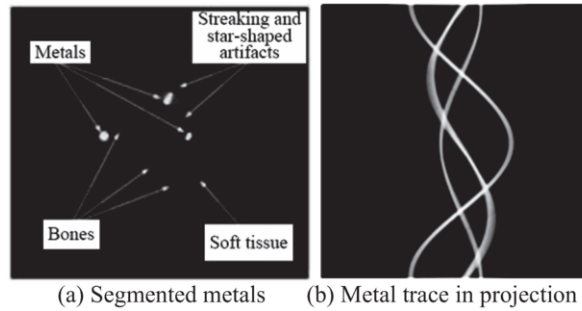 Streaking and
star-shaped
artifacts
Metals
Bones
Soft tissue
(a) Segmented metals
(b) Metal trace in projection